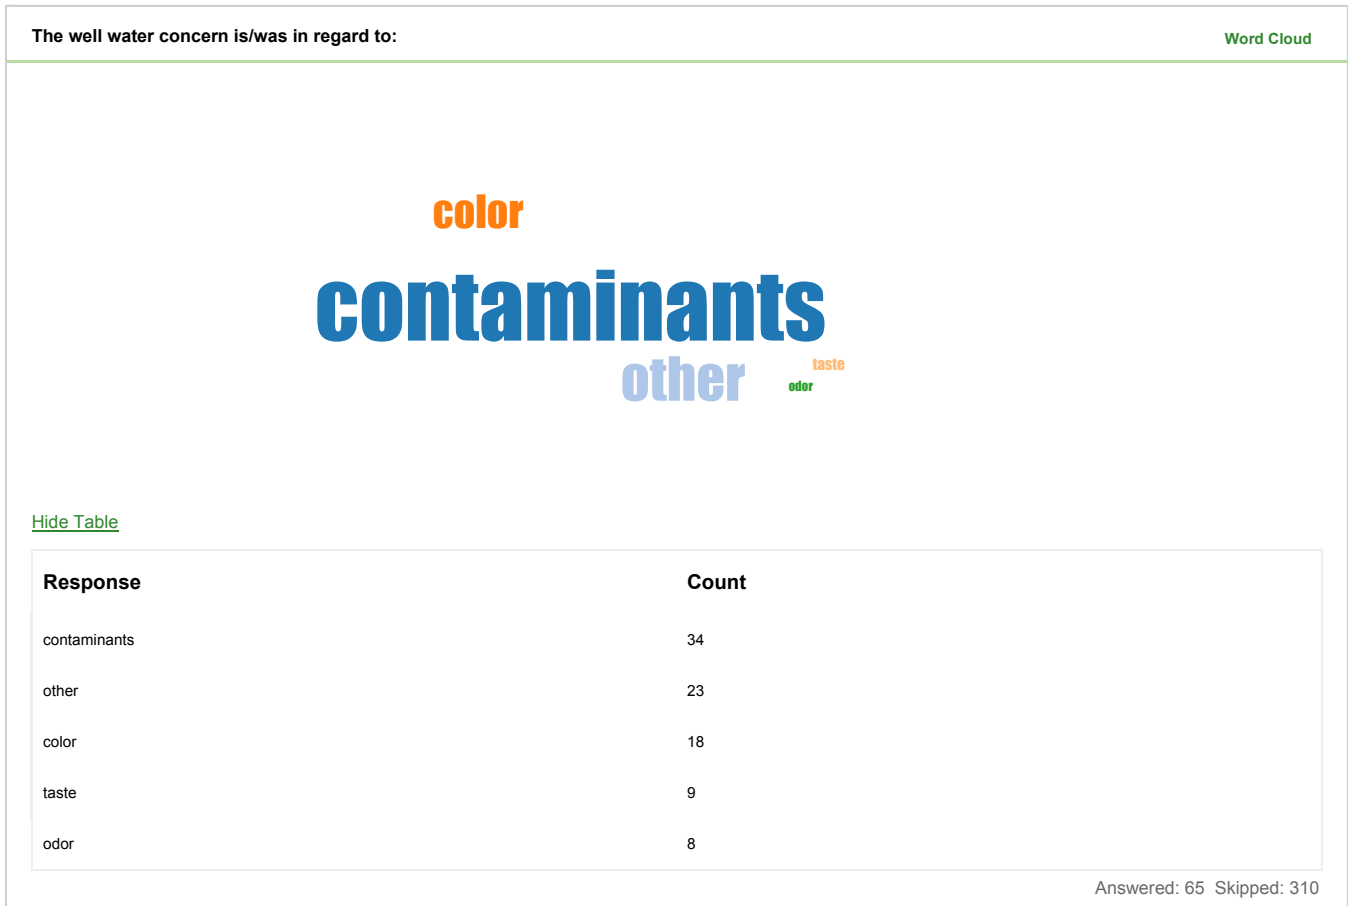 The well water concern is/was in regard to: Word Cloud
color
contaminants
other taste
odor
Hide Table
Response Count
contaminants 34
other 23
color 18
taste 9
odor 8
Answered: 65 Skipped: 310